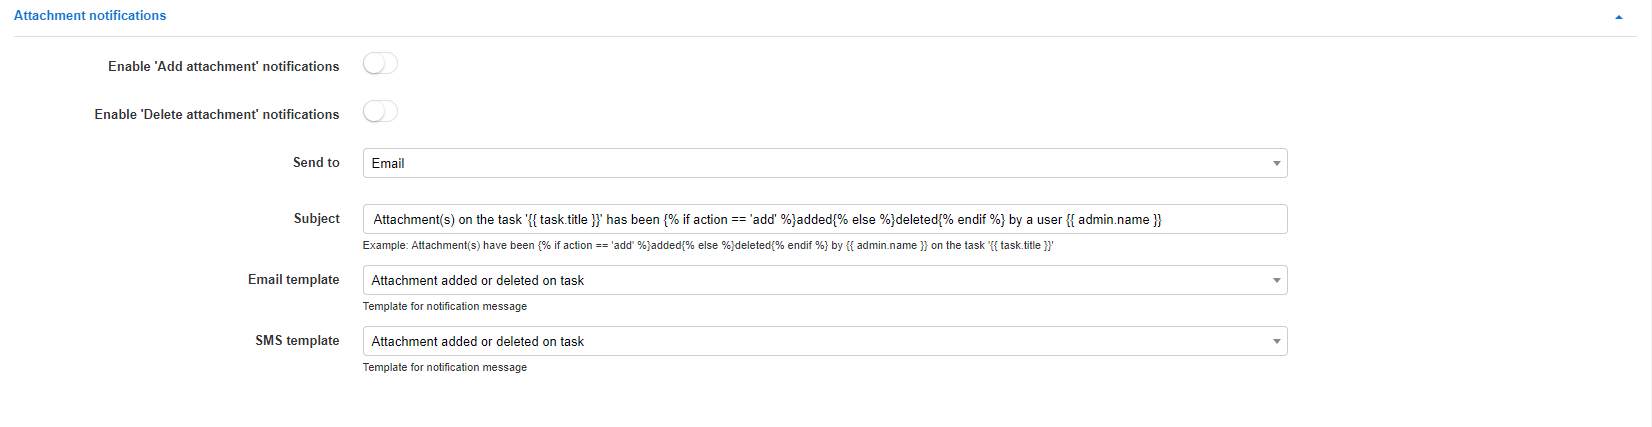 Attachment notifications
Enable 'Add attachment' notifications
Enable 'Delete attachment' notifications
Send to
Email
Subject
Attachment(s) on the task '{{ task.title }}' has been {% if action == 'add' %}added{% else %}deleted{% endif %} by a user {{ admin.name }}
Example: Attachment(s) have been {% if action == 'add' %}added{% else %}deleted{% endif %} by {{ admin.name }} on the task '{{ task.title }}'
Email template
Attachment added or deleted on task
Template for notification message
SMS template
Attachment added or deleted on task
Template for notification message